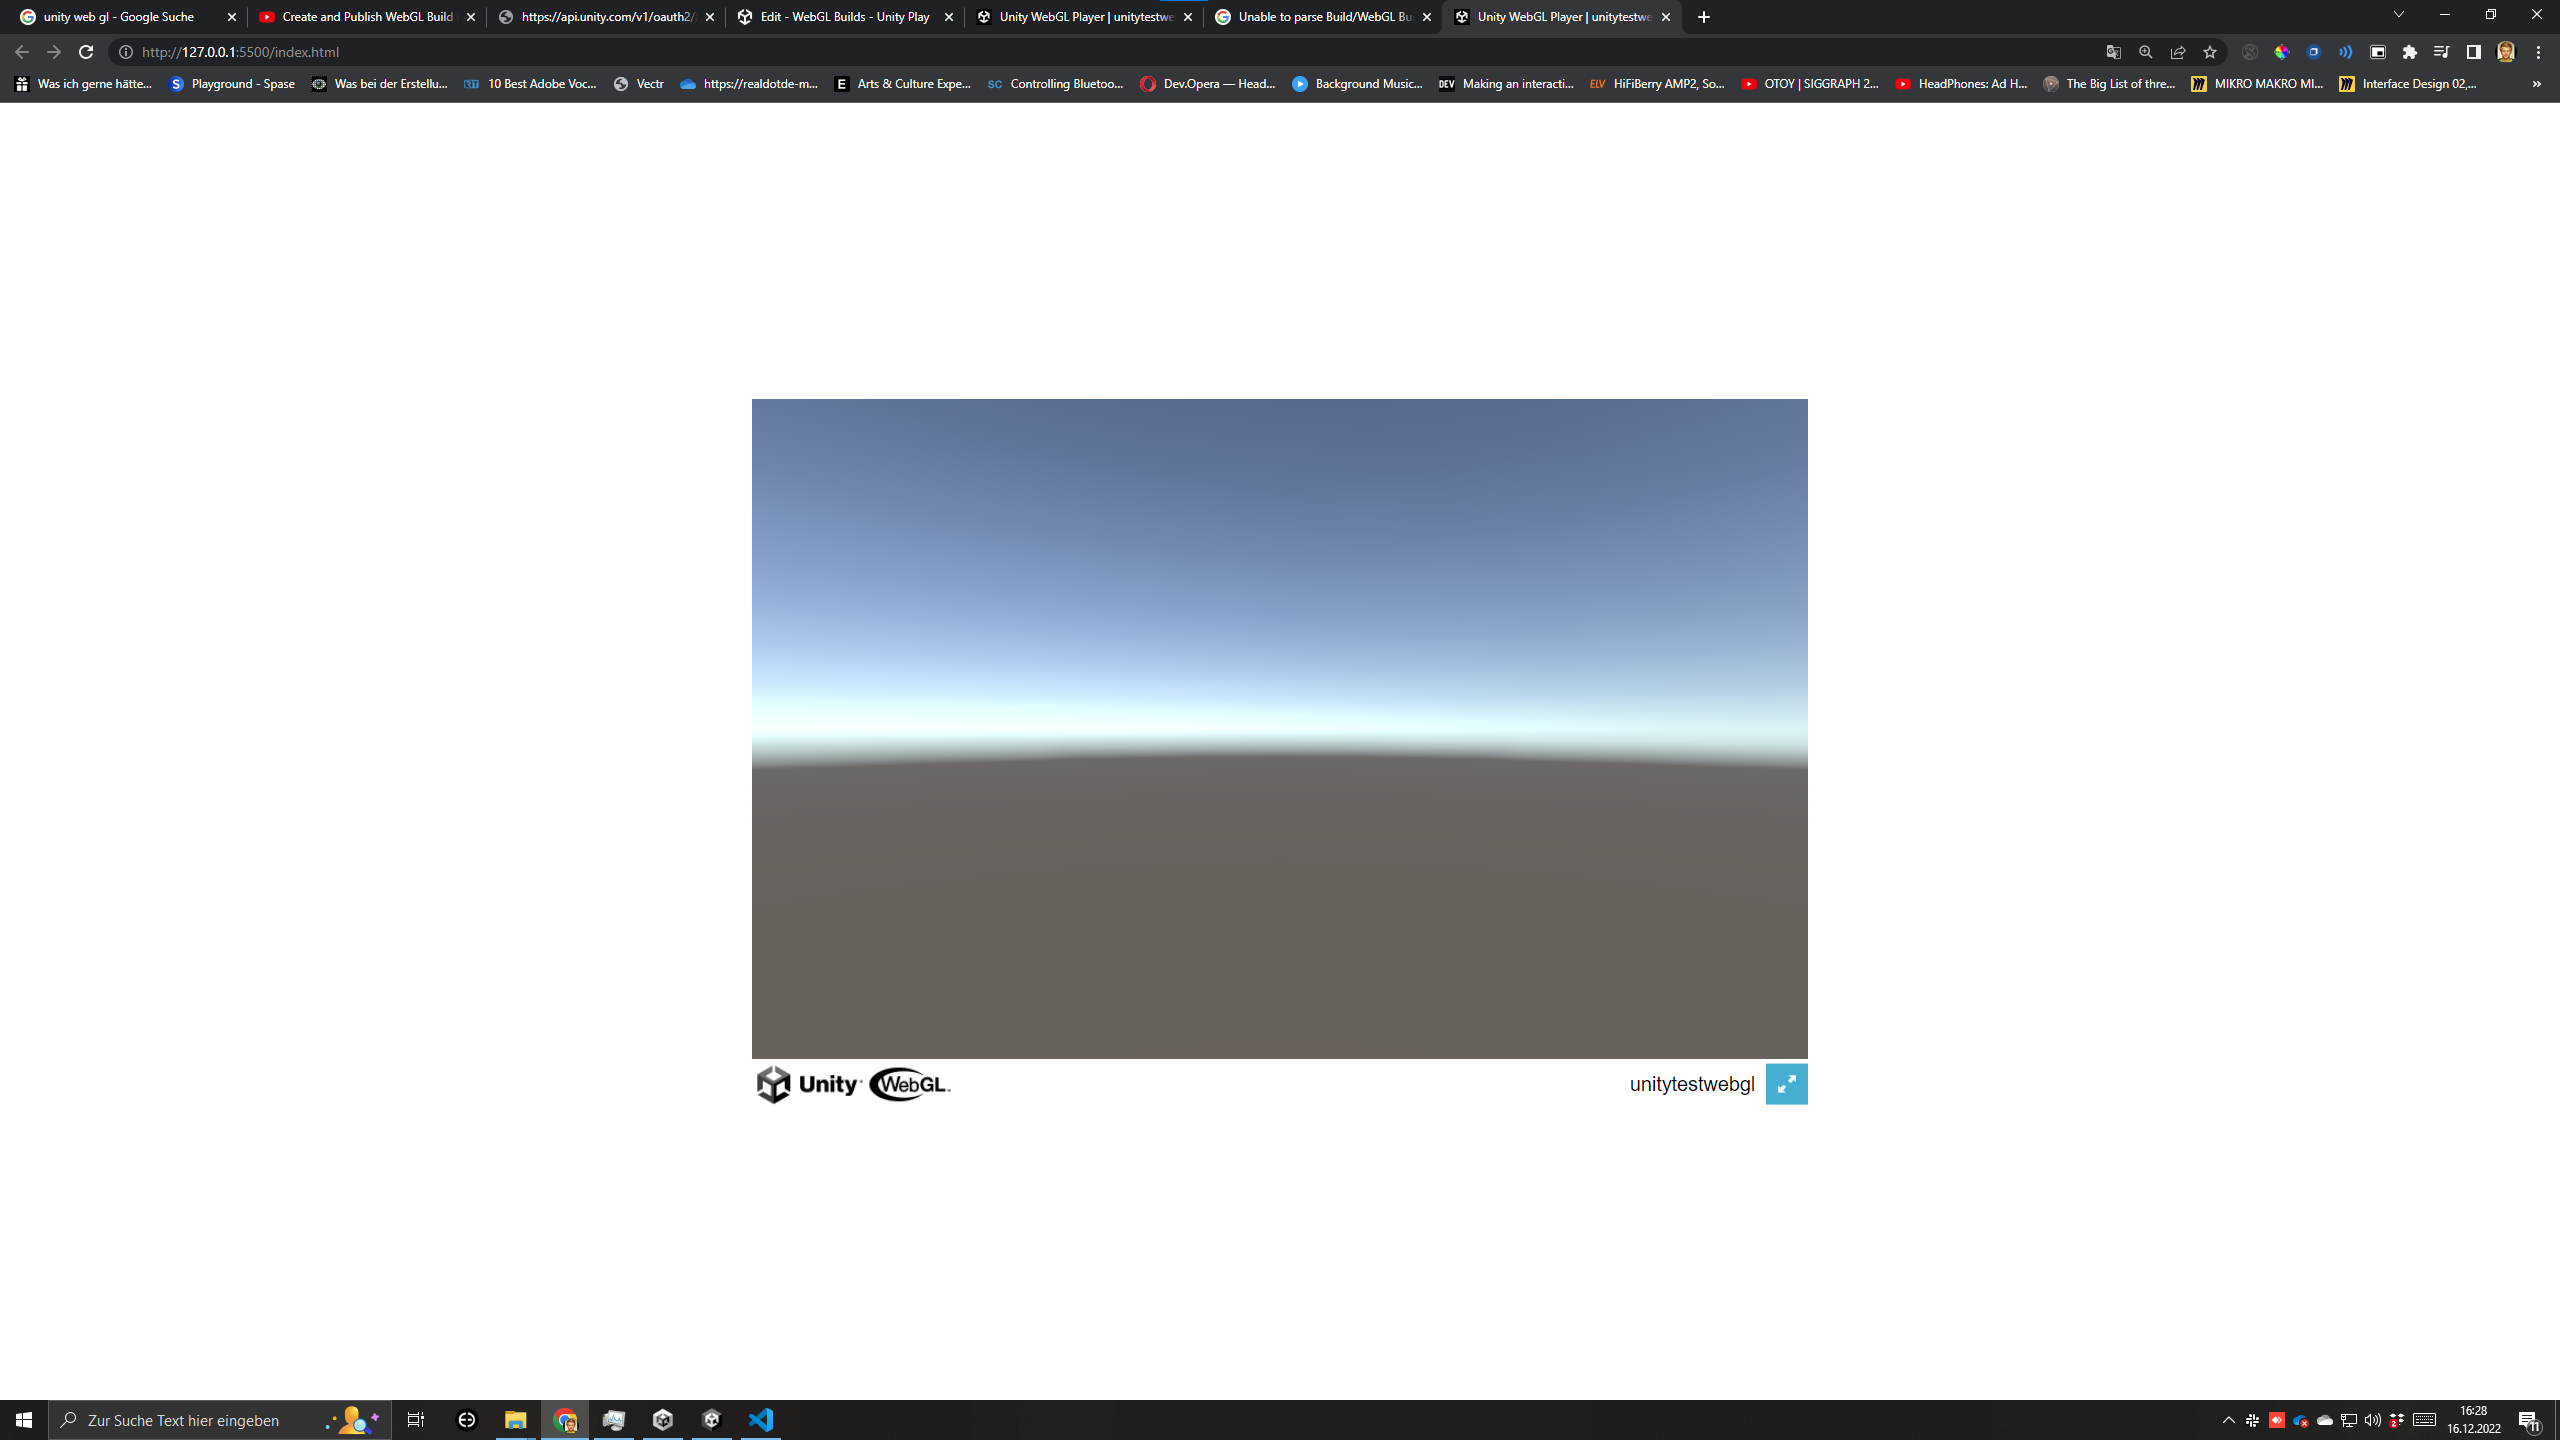 unity web gl - Google Suche
Create and Publish WebGL Build
https://api.unity.com/v1/oauth2/
Edit - WebGL Builds - Unity Play
Unity WebGL Player | unitytestwe
Unable to parse Build/WebGL Bu
Unity WebGL Player | unitytestwe
http://127.0.0.1:5500/index.html
Was ich gerne hätte...
Playground - Spase
Was bei der Erstellu...
10 Best Adobe Voc...
Vectr
https://realdotde-m...
Arts & Culture Expe...
SC Controlling Bluetoo...
Dev.Opera — Head...
Background Music...
DEV Making an interacti...
ELV HiFiBerry AMP2, So...
OTOY | SIGGRAPH 2...
HeadPhones: Ad H...
The Big List of thre...
MIKRO MAKRO MI...
Interface Design 02,...
Unity WebGL
unitytestwebgl
Zur Suche Text hier eingeben
16:28
16.12.2022
11